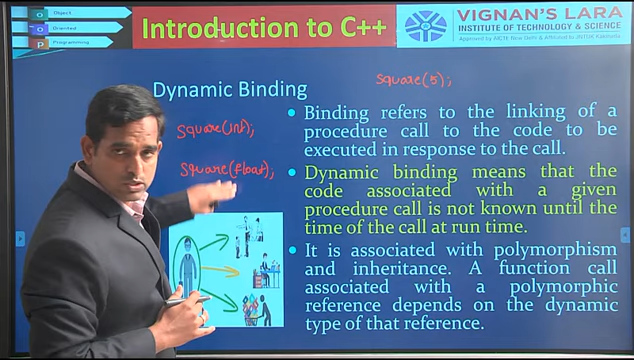 Object
Oriented
Programming
O
O
P
Introduction to C++
VIGNAN'S LARA
INSTITUTE OF TECHNOLOGY & SCIENCE
Approved by AICTE New Delhi & Affiliated to JNTUK Kakinada
Dynamic Binding
square(5);
square(int);
square(float);
• Binding refers to the linking of a
procedure call to the code to be
executed in response to the call.
• Dynamic binding means that the
code associated with a given
procedure call is not known until the
time of the call at run time.
• It is associated with polymorphism
and inheritance. A function call
associated with a polymorphic
reference depends on the dynamic
type of that reference.